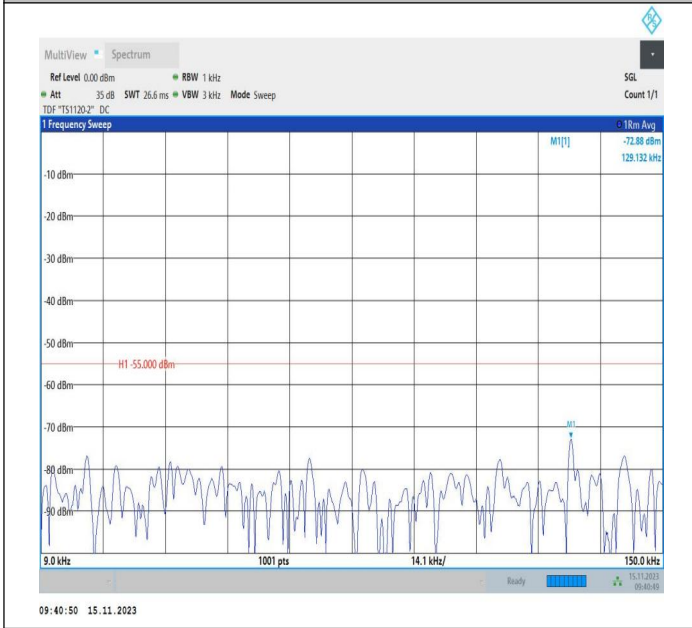 MultiView Spectrum
Ref Level 0.00 dBm RBW 1 kHz SGL
Att 35 dB SWT 26.6 ms VBW 3 kHz Mode Sweep Count 1/1
TDF "TS1120-2" DC
1 Frequency Sweep 1Rm Avg
M1[1] -72.88 dBm
129.132 kHz
-10 dBm
-20 dBm
-30 dBm
-40 dBm
-50 dBm
H1 -55.000 dBm
-60 dBm
-70 dBm
M1
-80 dBm
-90 dBm
9.0 kHz 1001 pts 14.1 kHz/ 150.0 kHz
Ready 15.11.2023
09:40:49
09:40:50 15.11.2023